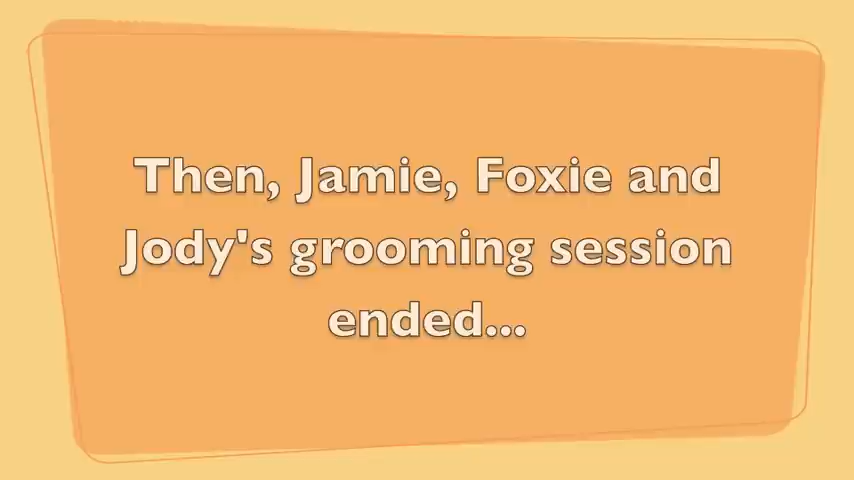 Then, Jamie, Foxie and
Jody's grooming session
ended...